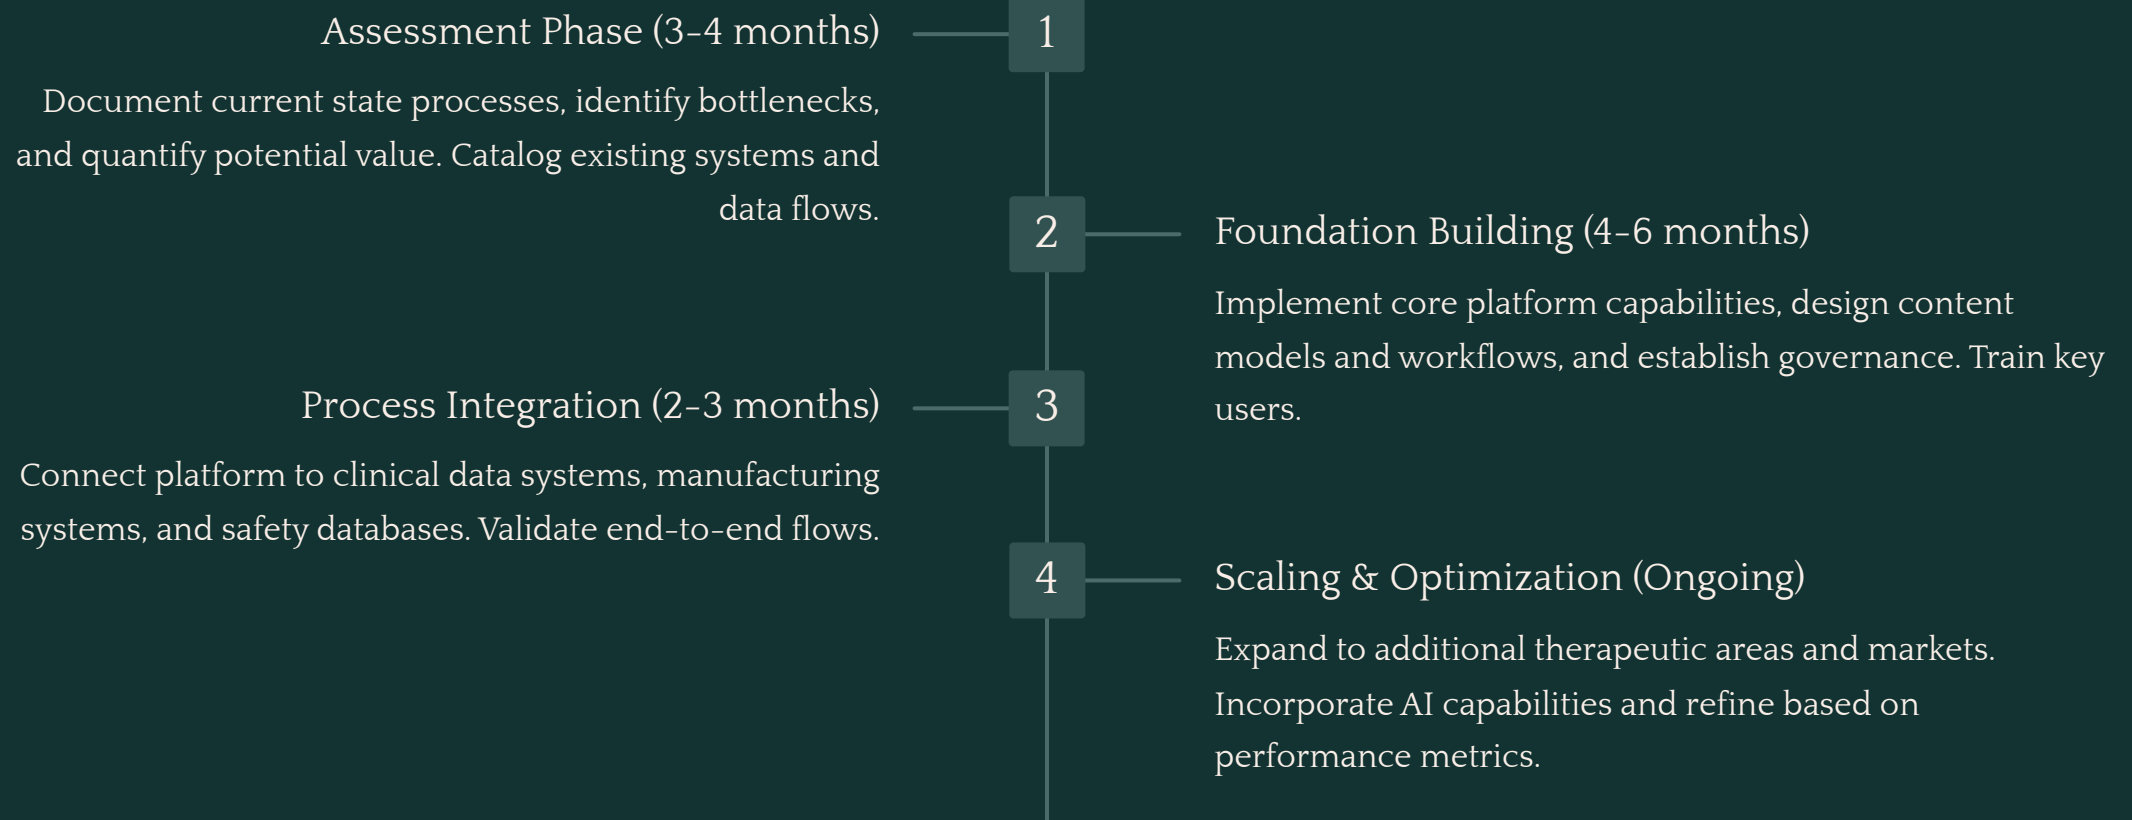 Assessment Phase (3-4 months)
1
Document current state processes, identify bottlenecks,
and quantify potential value. Catalog existing systems and
data flows.
2
Foundation Building (4-6 months)
Implement core platform capabilities, design content
models and workflows, and establish governance. Train key
users.
Process Integration (2-3 months)
3
Connect platform to clinical data systems, manufacturing
systems, and safety databases. Validate end-to-end flows.
4
Scaling & Optimization (Ongoing)
Expand to additional therapeutic areas and markets.
Incorporate AI capabilities and refine based on
performance metrics.